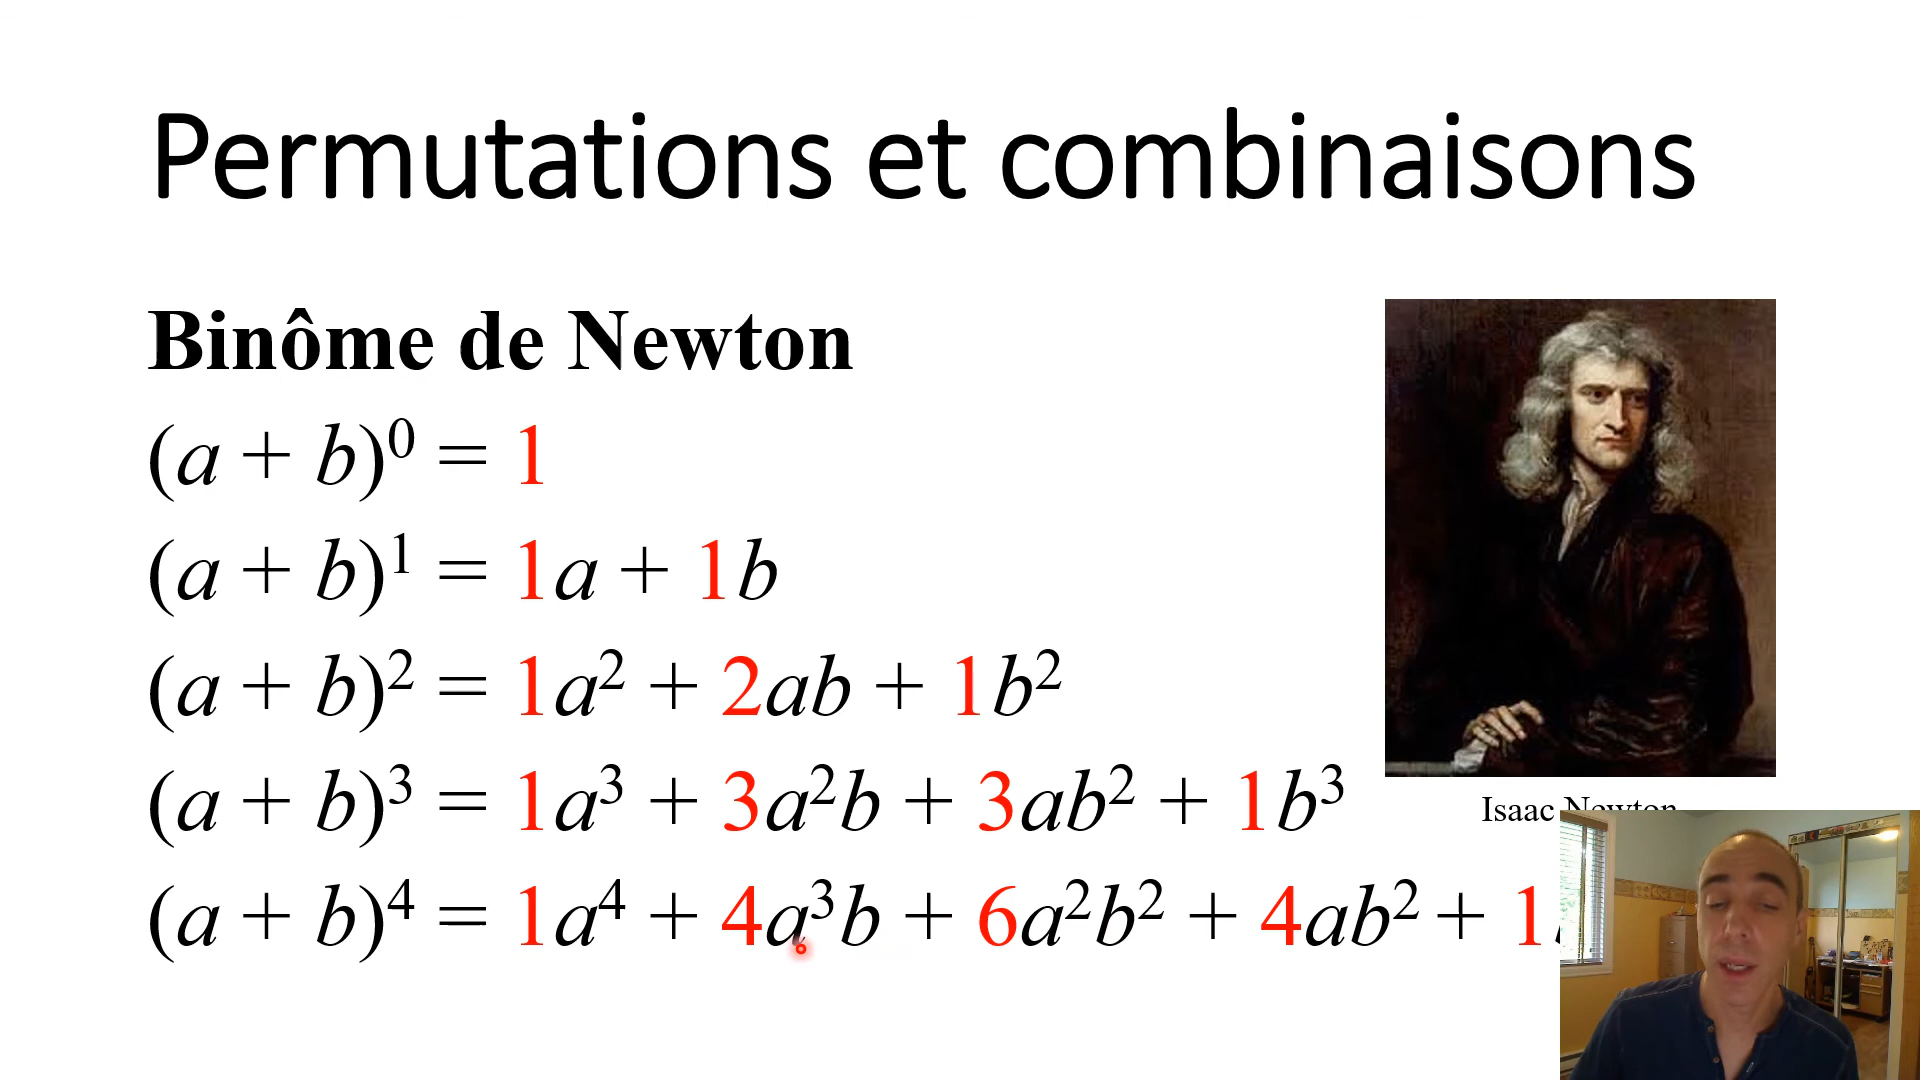 Permutations et combinaisons
Binôme de Newton
(a + b)⁰ = 1
(a + b)¹ = 1a + 1b
(a + b)² = 1a² + 2ab + 1b²
(a + b)³ = 1a³ + 3a²b + 3ab² + 1b³
(a + b)⁴ = 1a⁴ + 4a³b + 6a²b² + 4ab² + 1
Isaac Newton